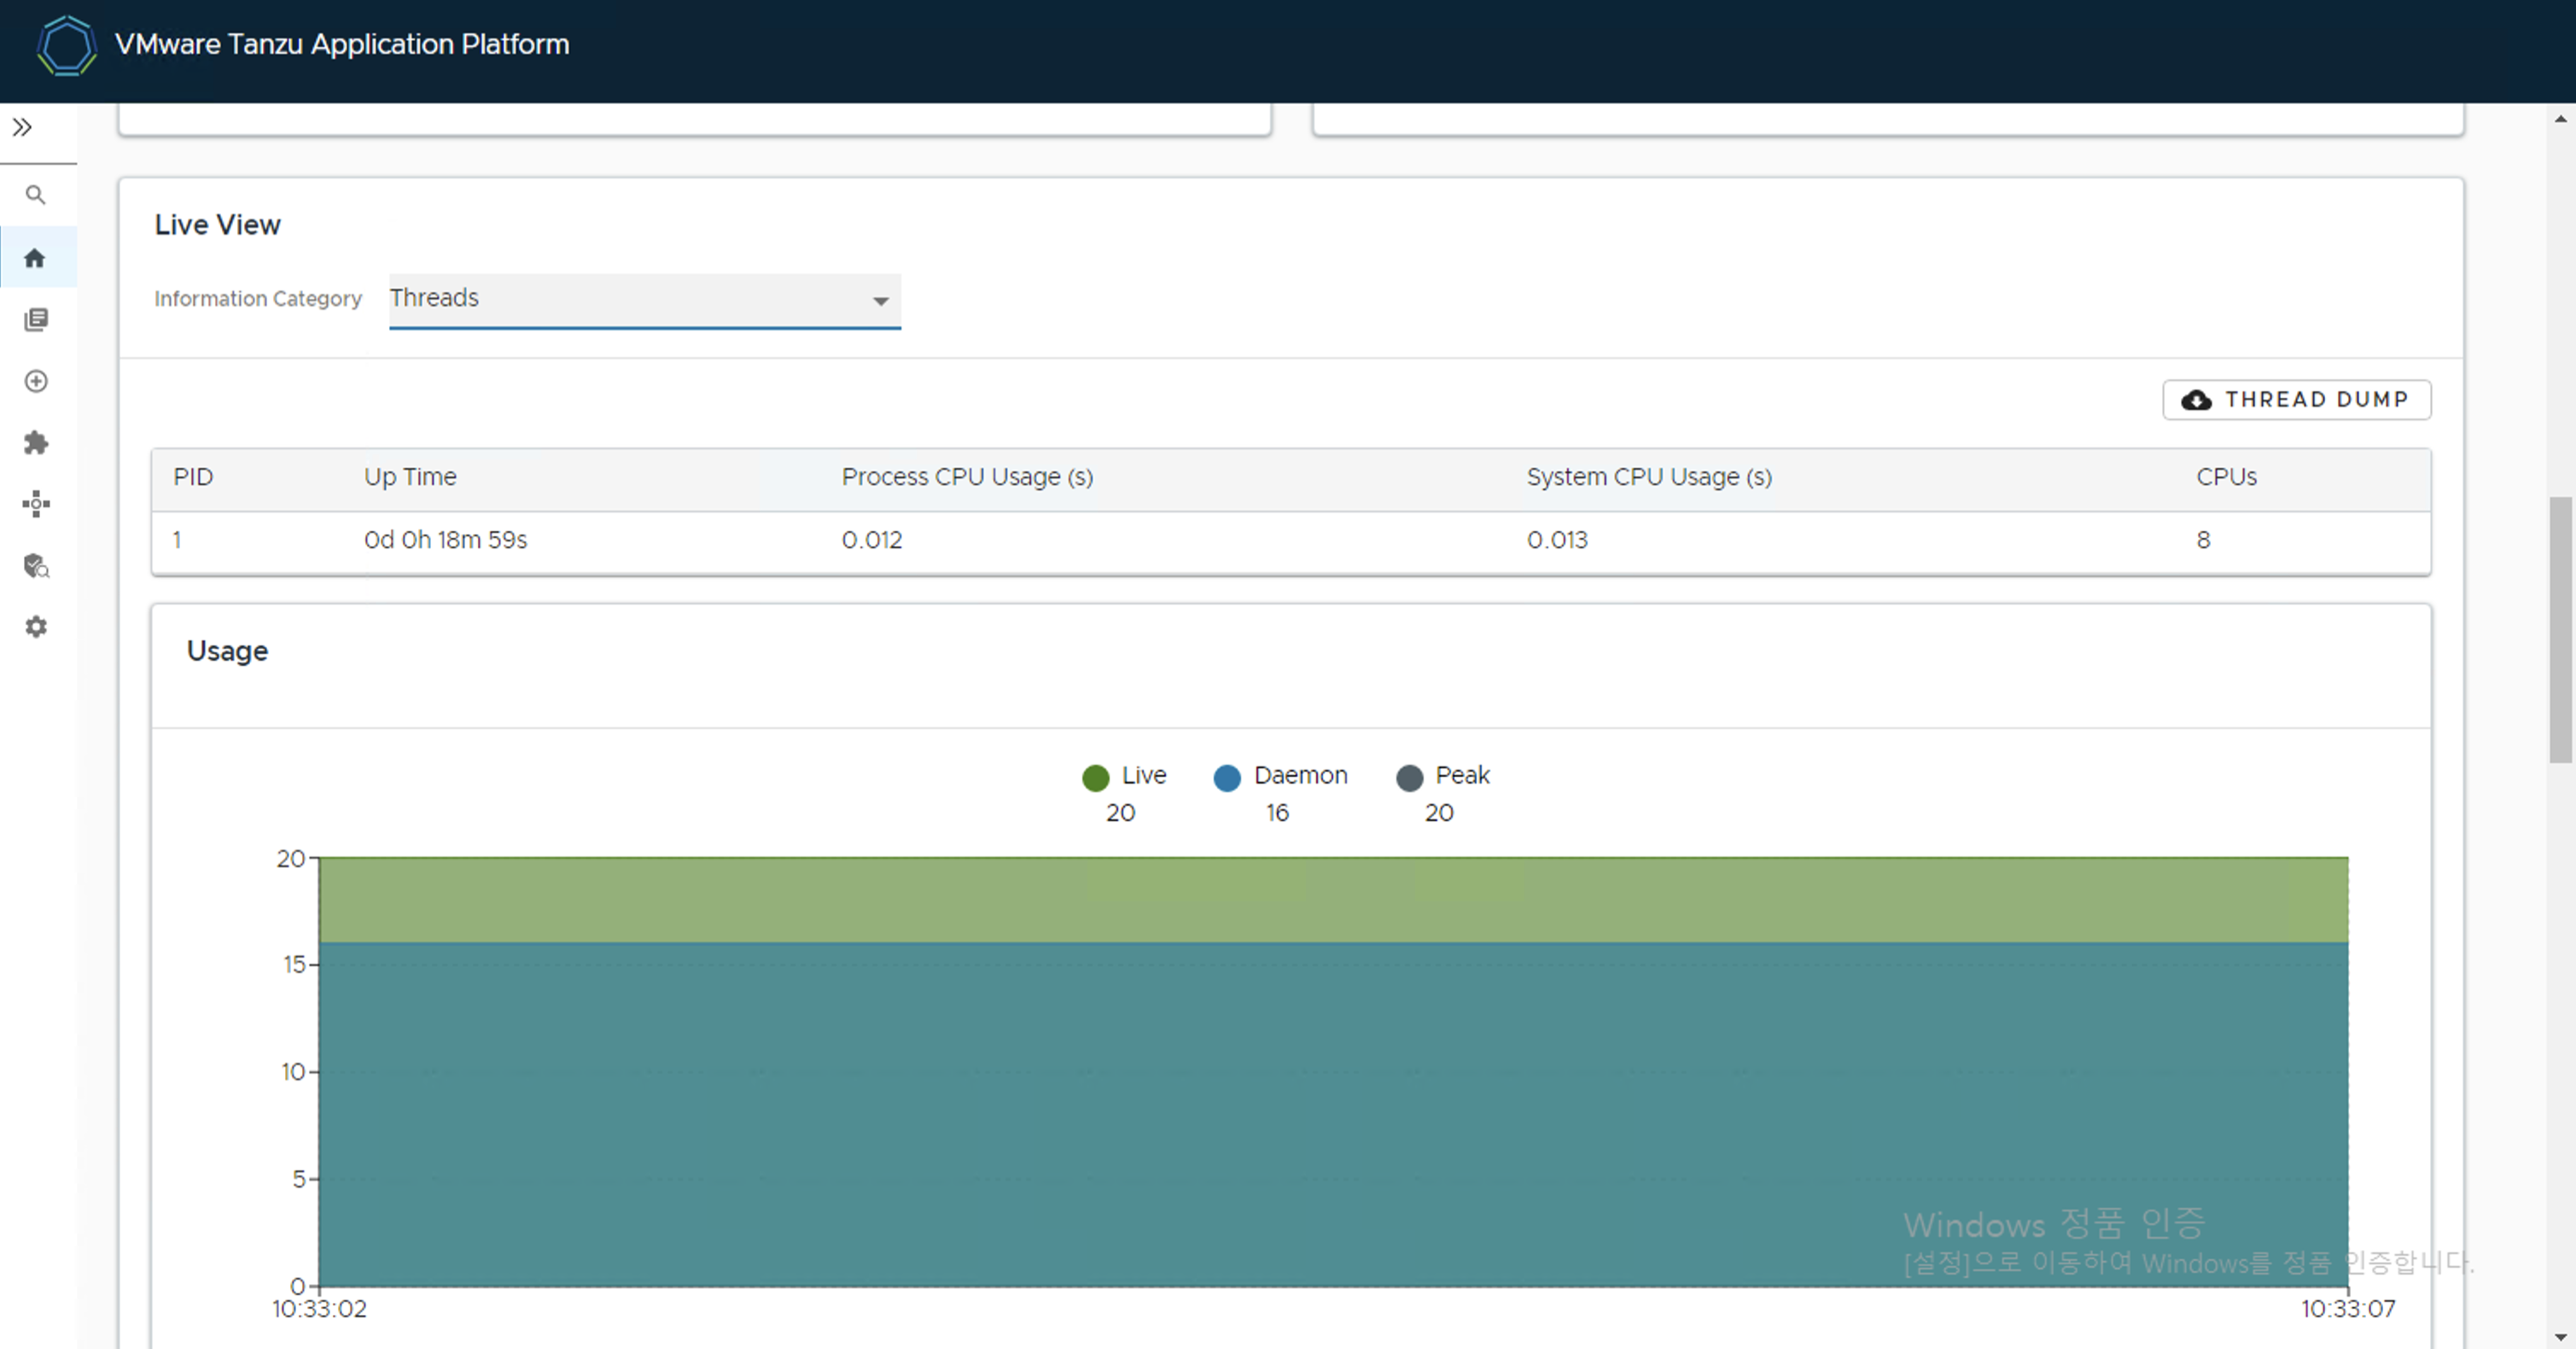 VMware Tanzu Application Platform
Live View
Information Category Threads
THREAD DUMP
PID Up Time Process CPU Usage (s) System CPU Usage (s) CPUs
1 0d 0h 18m 59s 0.012 0.013 8
Usage
Live Daemon Peak
20 16 20
20
15
10
5
0
10:33:02 10:33:07
Windows 정품 인증
[설정]으로 이동하여 Windows를 정품 인증합니다.